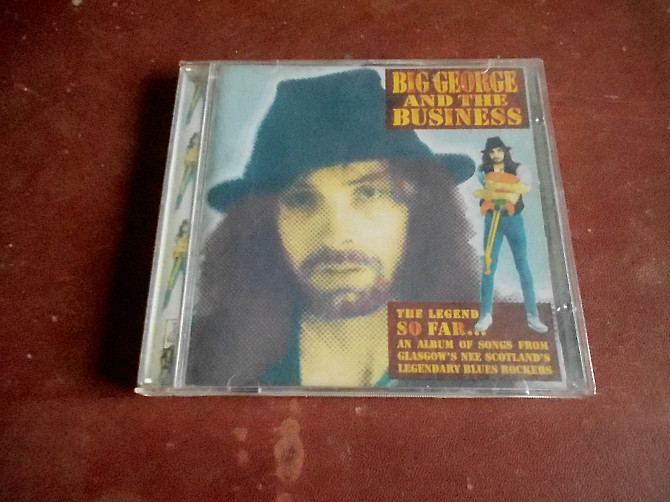 BIG GEORGE
AND THE
BUSINESS
THE LEGEND
SO FAR...
AN ALBUM OF SONGS FROM
GLASGOW'S NEE SCOTLAND'S
LEGENDARY BLUES ROCKERS